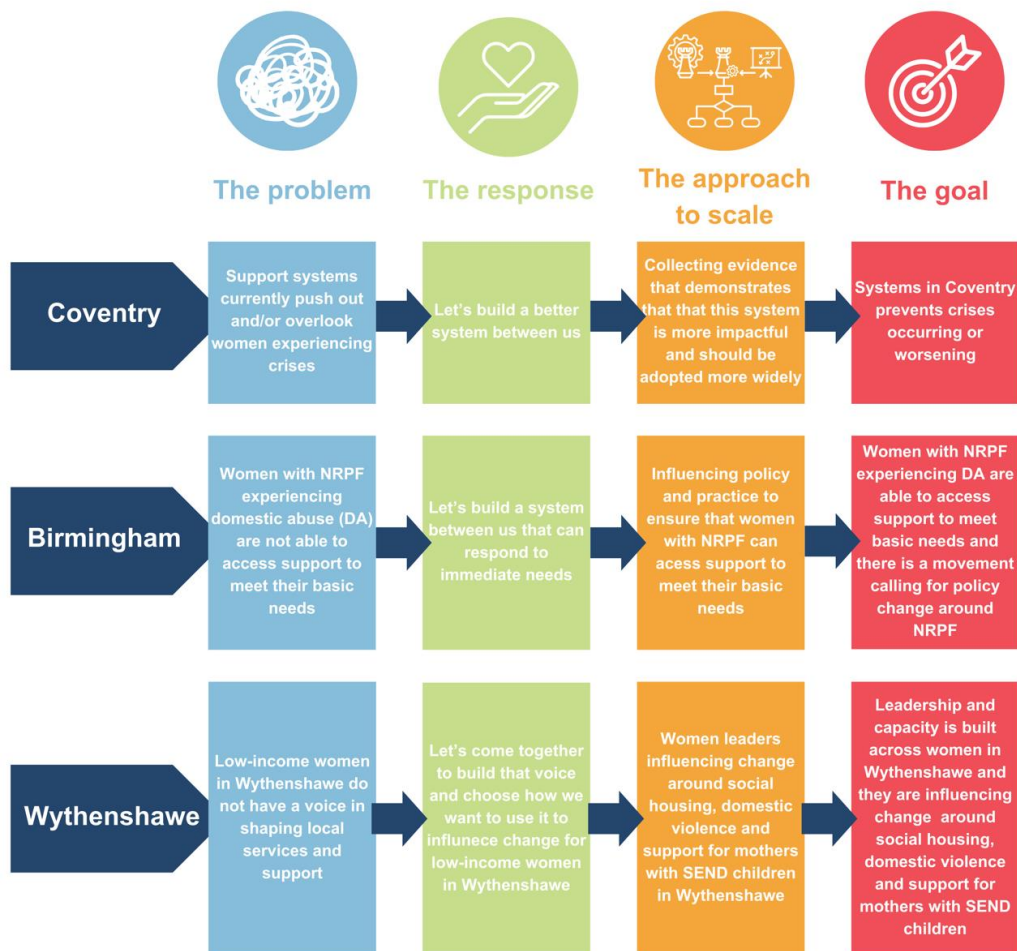 The problem
The response
The approach
to scale
The goal
Coventry
Support systems
currently push out
and/or overlook
women experiencing
crises
Let's build a better
system between us
Collecting evidence
that demonstrates
that that this system
is more impactful
and should be
adopted more widely
Systems in Coventry
prevents crises
occurring or
worsening
Birmingham
Women with NRPF
experiencing
domestic abuse (DA)
are not able to
access support to
meet their basic
needs
Let's build a system
between us that can
respond to
immediate needs
Influencing policy
and practice to
ensure that women
with NRPF can
acess support to
meet their basic
needs
Women with NRPF
experiencing DA are
able to access
support to meet
basic needs and
there is a movement
calling for policy
change around
NRPF
Wythenshawe
Low-income women
in Wythenshawe do
not have a voice in
shaping local
services and
support
Let's come together
to build that voice
and choose how we
want to use it to
influnece change for
low-income women
in Wythenshawe
Women leaders
influencing change
around social
housing, domestic
violence and
support for mothers
with SEND children
in Wythenshawe
Leadership and
capacity is built
across women in
Wythenshawe and
they are influencing
change around
social housing,
domestic violence
and support for
mothers with SEND
children